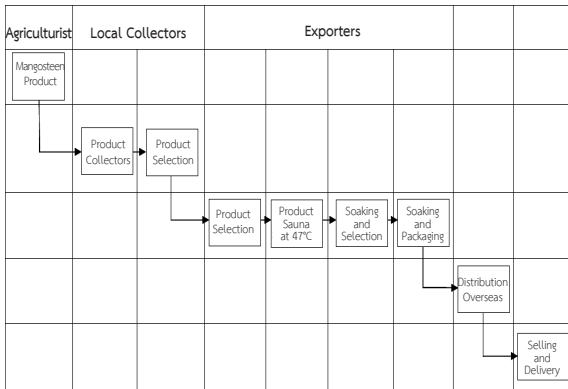 Agriculturist
Local Collectors
Exporters
Mangosteen
Product
Product
Collectors
Product
Selection
Product
Selection
Product
Sauna
at 47°C
Soaking
and
Selection
Soaking
and
Packaging
Distribution
Overseas
Selling
and
Delivery